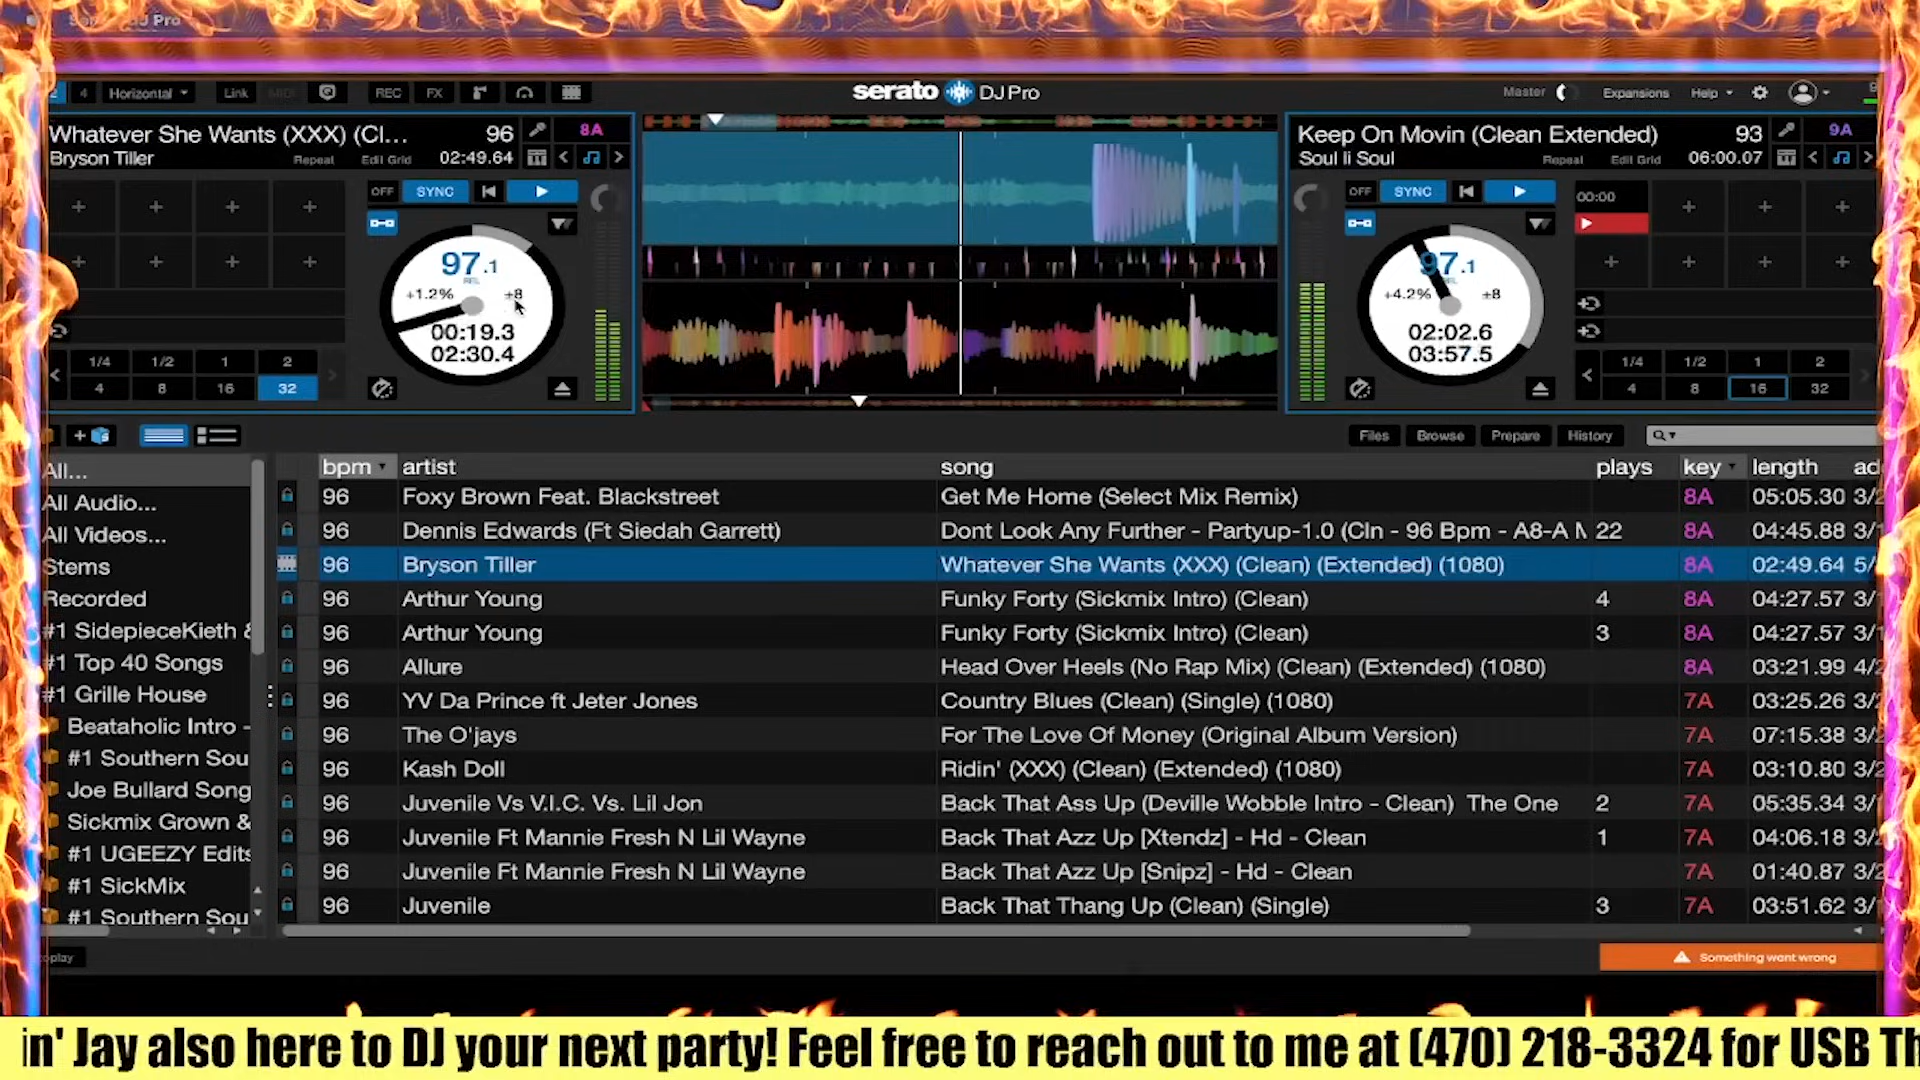 4 Horizontal Link REC FX serato DJ Pro Master Expansions Help
Whatever She Wants (XXX) (Cl... 96 8A
Bryson Tiller Repeal Edit Grid 02:49.64
OFF SYNC
97.1
+1.2% ±8
00:19.3
02:30.4
1/4 1/2 1 2
4 8 16 32
Keep On Movin (Clean Extended) 93 9A
Soul Ii Soul Repeal Edit Grid 06:00.07
OFF SYNC 00:00
97.1
+4.2% ±8
02:02.6
03:57.5
1/4 1/2 1 2
4 8 16 32
Files Browse Prepare History
All...
All Audio...
All Videos...
Stems
Recorded
#1 SidepieceKieth &
#1 Top 40 Songs
#1 Grille House
Beataholic Intro -
#1 Southern Sou
Joe Bullard Song
Sickmix Grown &
#1 UGEEZY Edits
#1 SickMix
#1 Southern Sou
bpm artist song plays key length
96 Foxy Brown Feat. Blackstreet Get Me Home (Select Mix Remix) 8A 05:05.30
96 Dennis Edwards (Ft Siedah Garrett) Dont Look Any Further - Partyup-1.0 (Cln - 96 Bpm - A8-A M 22 8A 04:45.88
96 Bryson Tiller Whatever She Wants (XXX) (Clean) (Extended) (1080) 8A 02:49.64
96 Arthur Young Funky Forty (Sickmix Intro) (Clean) 4 8A 04:27.57
96 Arthur Young Funky Forty (Sickmix Intro) (Clean) 3 8A 04:27.57
96 Allure Head Over Heels (No Rap Mix) (Clean) (Extended) (1080) 8A 03:21.99
96 YV Da Prince ft Jeter Jones Country Blues (Clean) (Single) (1080) 7A 03:25.26
96 The O'jays For The Love Of Money (Original Album Version) 7A 07:15.38
96 Kash Doll Ridin' (XXX) (Clean) (Extended) (1080) 7A 03:10.80
96 Juvenile Vs V.I.C. Vs. Lil Jon Back That Ass Up (Deville Wobble Intro - Clean) The One 2 7A 05:35.34
96 Juvenile Ft Mannie Fresh N Lil Wayne Back That Azz Up [Xtendz] - Hd - Clean 1 7A 04:06.18
96 Juvenile Ft Mannie Fresh N Lil Wayne Back That Azz Up [Snipz] - Hd - Clean 7A 01:40.87
96 Juvenile Back That Thang Up (Clean) (Single) 3 7A 03:51.62
Something went wrong
in' Jay also here to DJ your next party! Feel free to reach out to me at (470) 218-3324 for USB Th